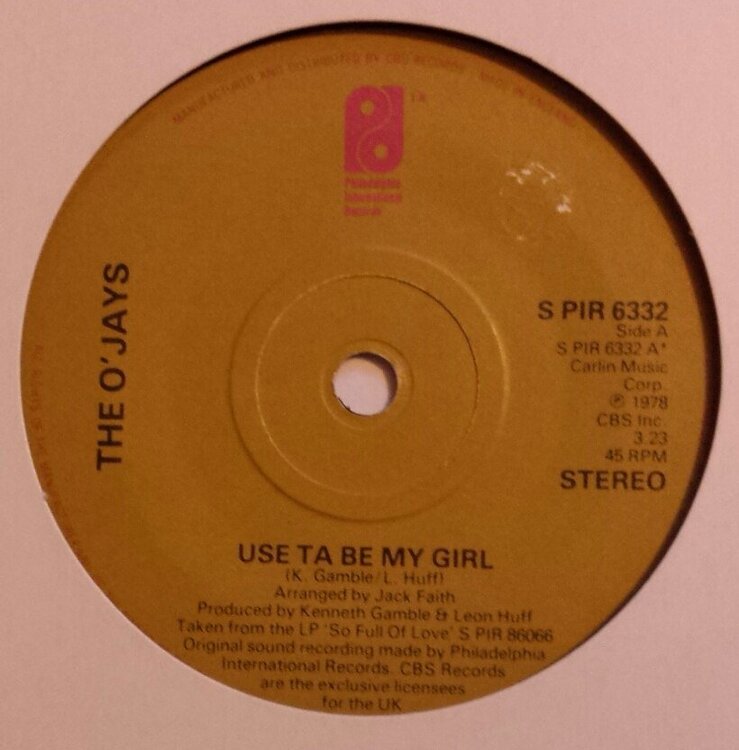 MANUFACTURED AND DISTRIBUTED BY CBS RECORDS · MADE IN ENGLAND
Philadelphia
International
Records
THE O'JAYS
S PIR 6332
Side A
S PIR 6332 A*
Carlin Music
Corp.
℗ 1978
CBS Inc.
3.23
45 RPM
STEREO
USE TA BE MY GIRL
(K. Gamble/L. Huff)
Arranged by Jack Faith
Produced by Kenneth Gamble & Leon Huff
Taken from the LP 'So Full Of Love' S PIR 86066
Original sound recording made by Philadelphia
International Records. CBS Records
are the exclusive licensees
for the UK